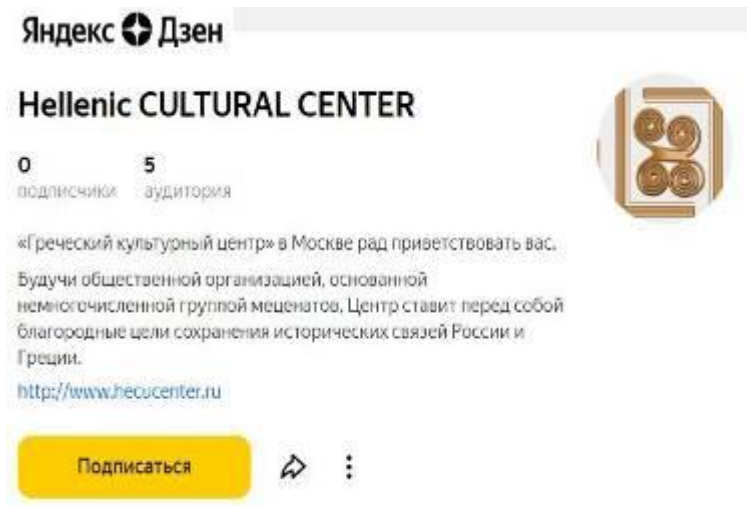 Яндекс Дзен
Hellenic CULTURAL CENTER
0 5
подписчики аудитория
«Греческий культурный центр» в Москве рад приветствовать вас.
Будучи общественной организацией, основанной
немногочисленной группой меценатов, Центр ставит перед собой
благородные цели сохранения исторических связей России и
Греции.
http://www.hecucenter.ru
Подписаться